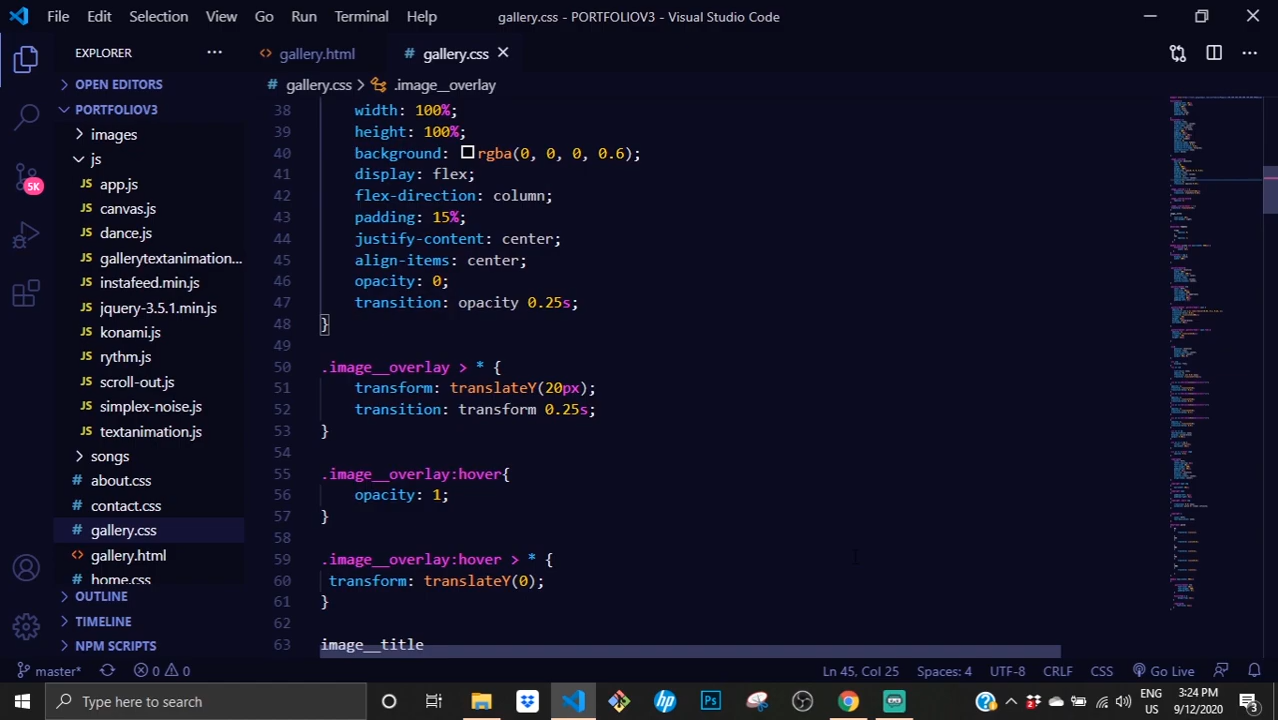 File Edit Selection View Go Run Terminal Help gallery.css - PORTFOLIOV3 - Visual Studio Code
EXPLORER
gallery.html
gallery.css
OPEN EDITORS
gallery.css > .image__overlay
PORTFOLIOV3
images
js
app.js
canvas.js
dance.js
gallerytextanimation...
instafeed.min.js
jquery-3.5.1.min.js
konami.js
rythm.js
scroll-out.js
simplex-noise.js
textanimation.js
songs
about.css
contact.css
gallery.css
gallery.html
home.css
OUTLINE
TIMELINE
NPM SCRIPTS
5K
38 width: 100%;
39 height: 100%;
40 background: rgba(0, 0, 0, 0.6);
41 display: flex;
42 flex-direction: column;
43 padding: 15%;
44 justify-content: center;
45 align-items: center;
46 opacity: 0;
47 transition: opacity 0.25s;
48 }
49
50 .image__overlay > * {
51 transform: translateY(20px);
52 transition: transform 0.25s;
53 }
54
55 .image__overlay:hover{
56 opacity: 1;
57 }
58
59 .image__overlay:hover > * {
60 transform: translateY(0);
61 }
62
63 image__title
master* 0 0 Ln 45, Col 25 Spaces: 4 UTF-8 CRLF CSS Go Live
Type here to search
hp
Ps
ENG
US
3:24 PM
9/12/2020
3